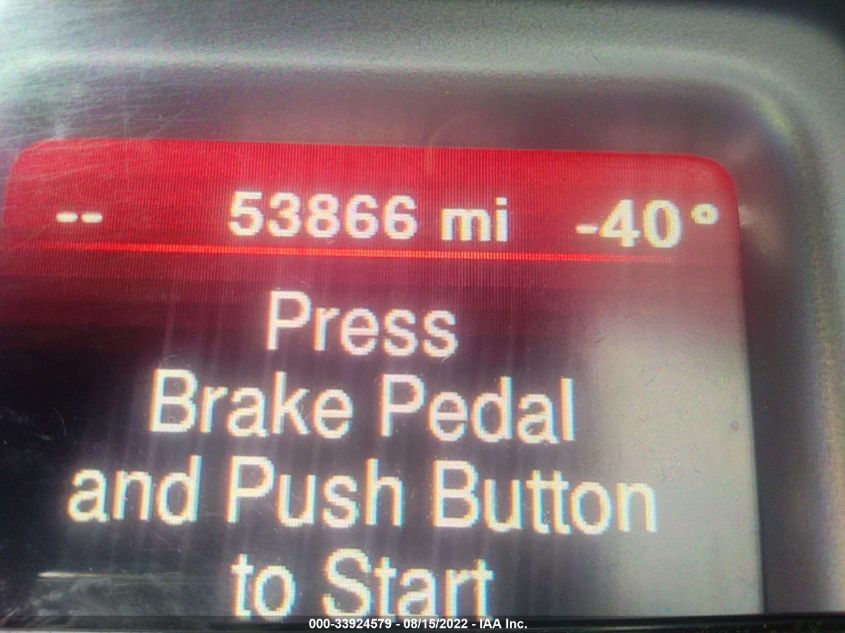 -- 53866 mi -40°
Press
Brake Pedal
and Push Button
to Start
000-33924579 - 08/15/2022 - IAA Inc.